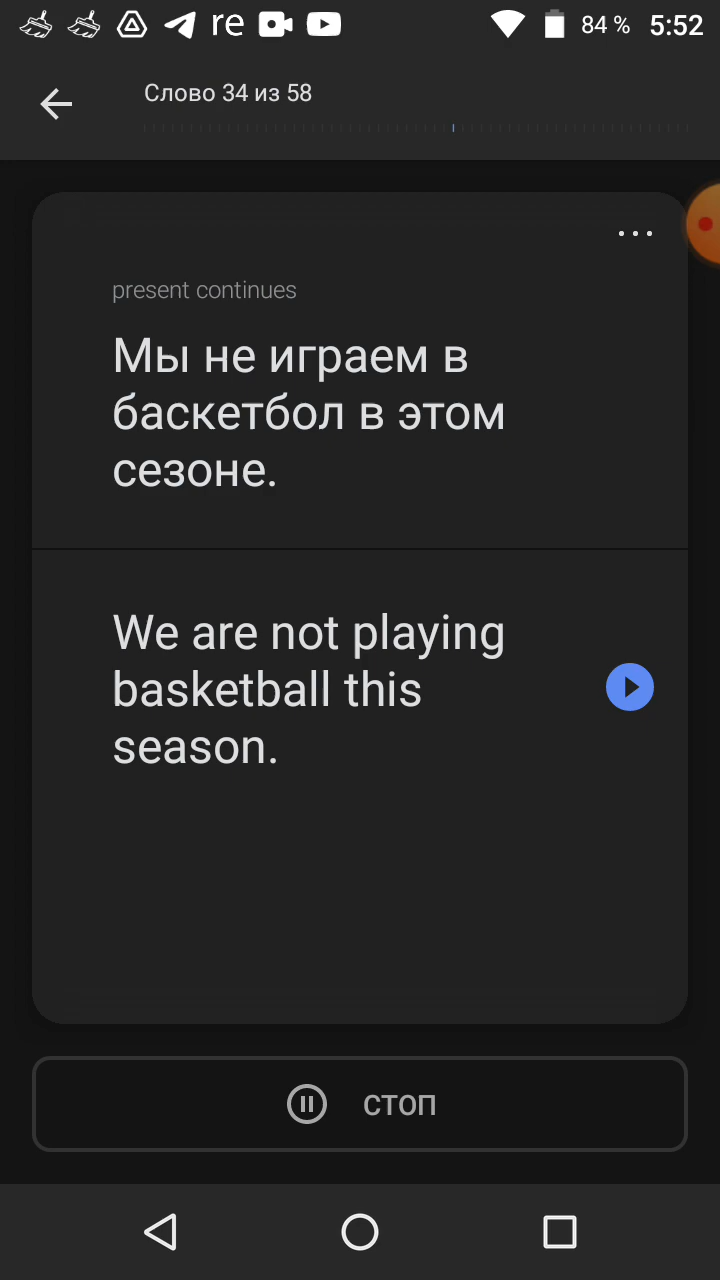 re 84 % 5:52
Слово 34 из 58
present continues
Мы не играем в
баскетбол в этом
сезоне.
We are not playing
basketball this
season.
СТОП